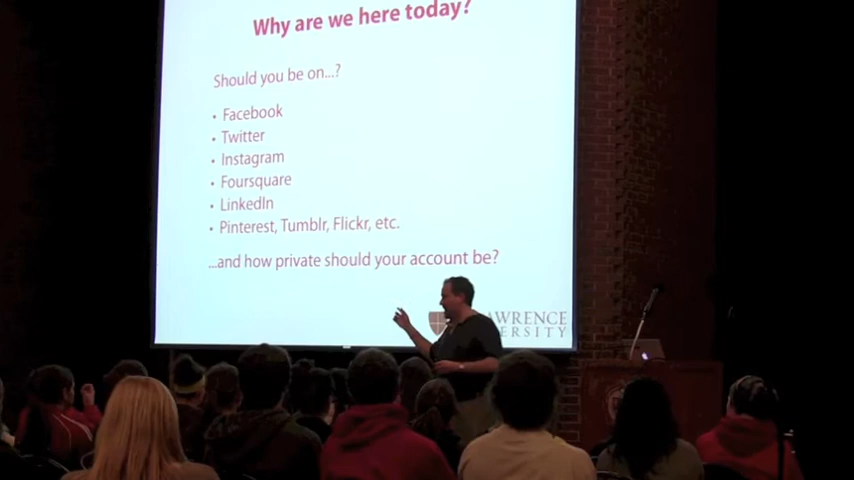 Why are we here today?
Should you be on...?
• Facebook
• Twitter
• Instagram
• Foursquare
• LinkedIn
• Pinterest, Tumblr, Flickr, etc.
...and how private should your account be?
AWRENCE
ERSITY